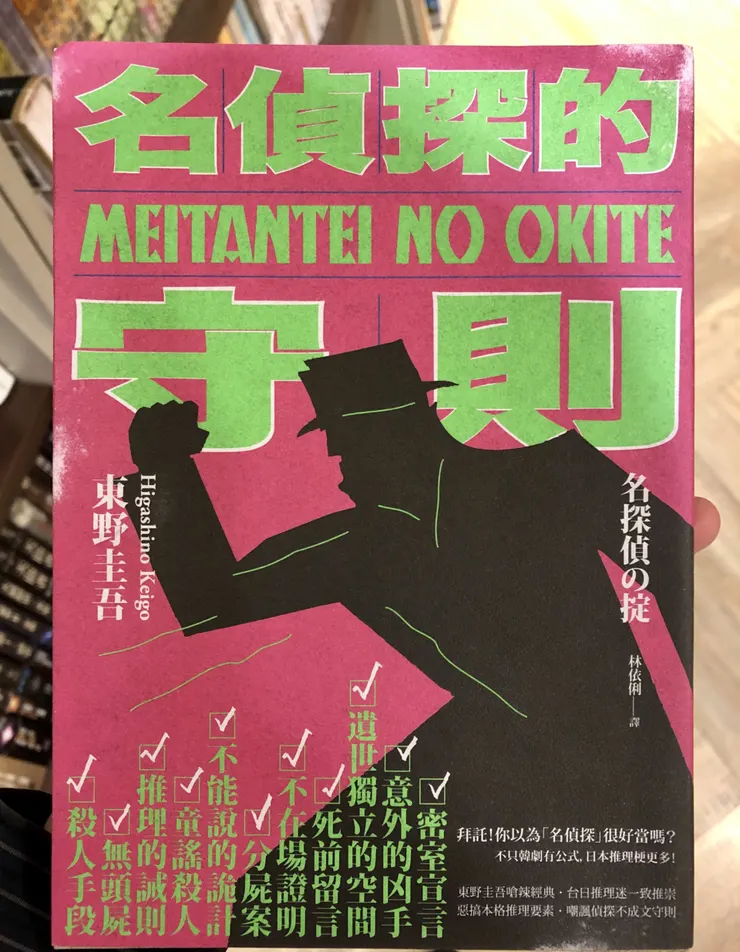 名偵探的
MEITANTEI NO OKITE
守則
Higashino Keigo
東野圭吾
名探偵の掟
林依俐——譯
密室宣言
意外的凶手
遺世獨立的空間
死前留言
不在場證明
分屍案
不能說的詭計
童謠殺人
推理的誡則
無頭屍
殺人手段
拜託!你以為「名偵探」很好當嗎?
不只韓劇有公式,日本推理梗更多!
東野圭吾嗆辣經典・台日推理迷一致推崇
惡搞本格推理要素・嘲諷偵探不成文守則